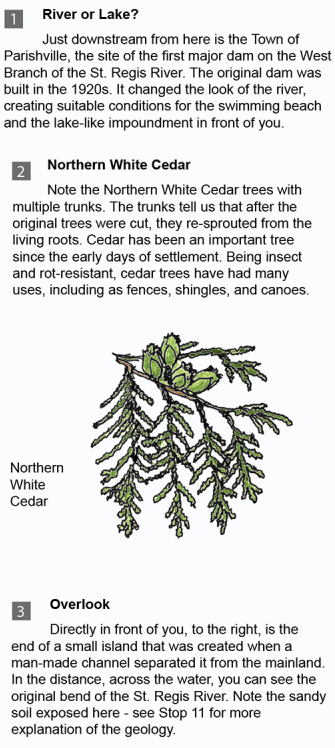 1 River or Lake?
Just downstream from here is the Town of
Parishville, the site of the first major dam on the West
Branch of the St. Regis River. The original dam was
built in the 1920s. It changed the look of the river,
creating suitable conditions for the swimming beach
and the lake-like impoundment in front of you.
2 Northern White Cedar
Note the Northern White Cedar trees with
multiple trunks. The trunks tell us that after the
original trees were cut, they re-sprouted from the
living roots. Cedar has been an important tree
since the early days of settlement. Being insect
and rot-resistant, cedar trees have had many
uses, including as fences, shingles, and canoes.
Northern
White
Cedar
3 Overlook
Directly in front of you, to the right, is the
end of a small island that was created when a
man-made channel separated it from the mainland.
In the distance, across the water, you can see the
original bend of the St. Regis River. Note the sandy
soil exposed here - see Stop 11 for more
explanation of the geology.